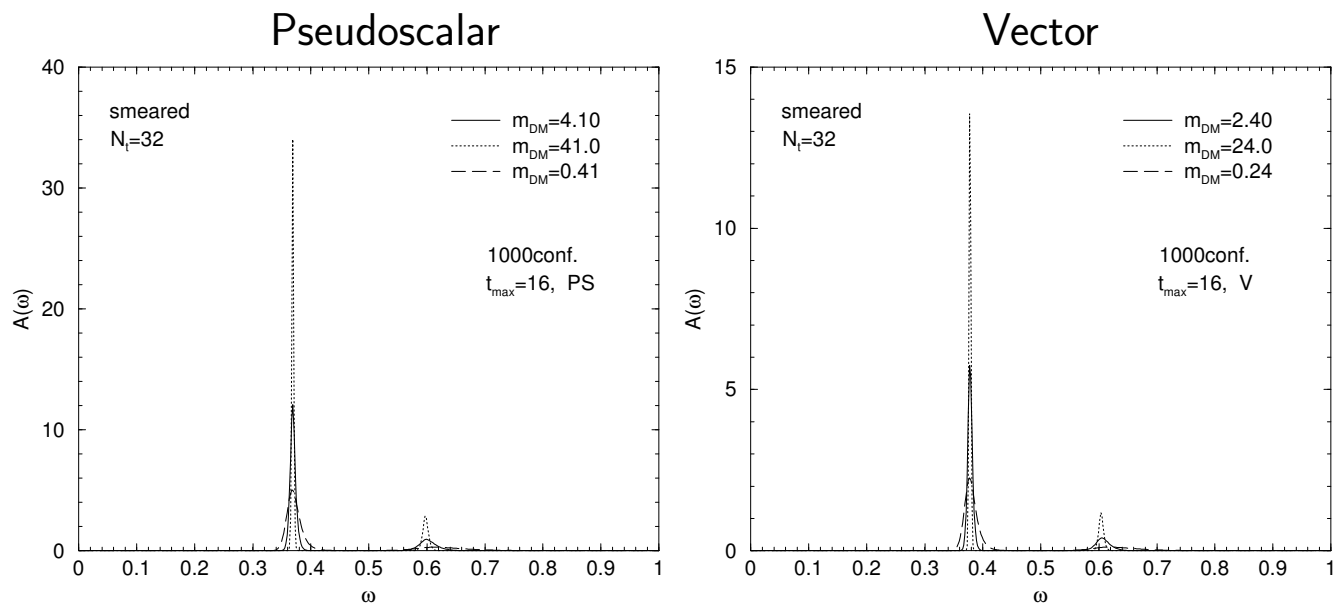 Pseudoscalar
40
30
20
10
0
A(ω)
smeared
Nₜ=32
m_DM=4.10
m_DM=41.0
m_DM=0.41
1000conf.
t_max=16, PS
0 0.1 0.2 0.3 0.4 0.5 0.6 0.7 0.8 0.9 1
ω
Vector
15
10
5
0
A(ω)
smeared
Nₜ=32
m_DM=2.40
m_DM=24.0
m_DM=0.24
1000conf.
t_max=16, V
0 0.1 0.2 0.3 0.4 0.5 0.6 0.7 0.8 0.9 1
ω